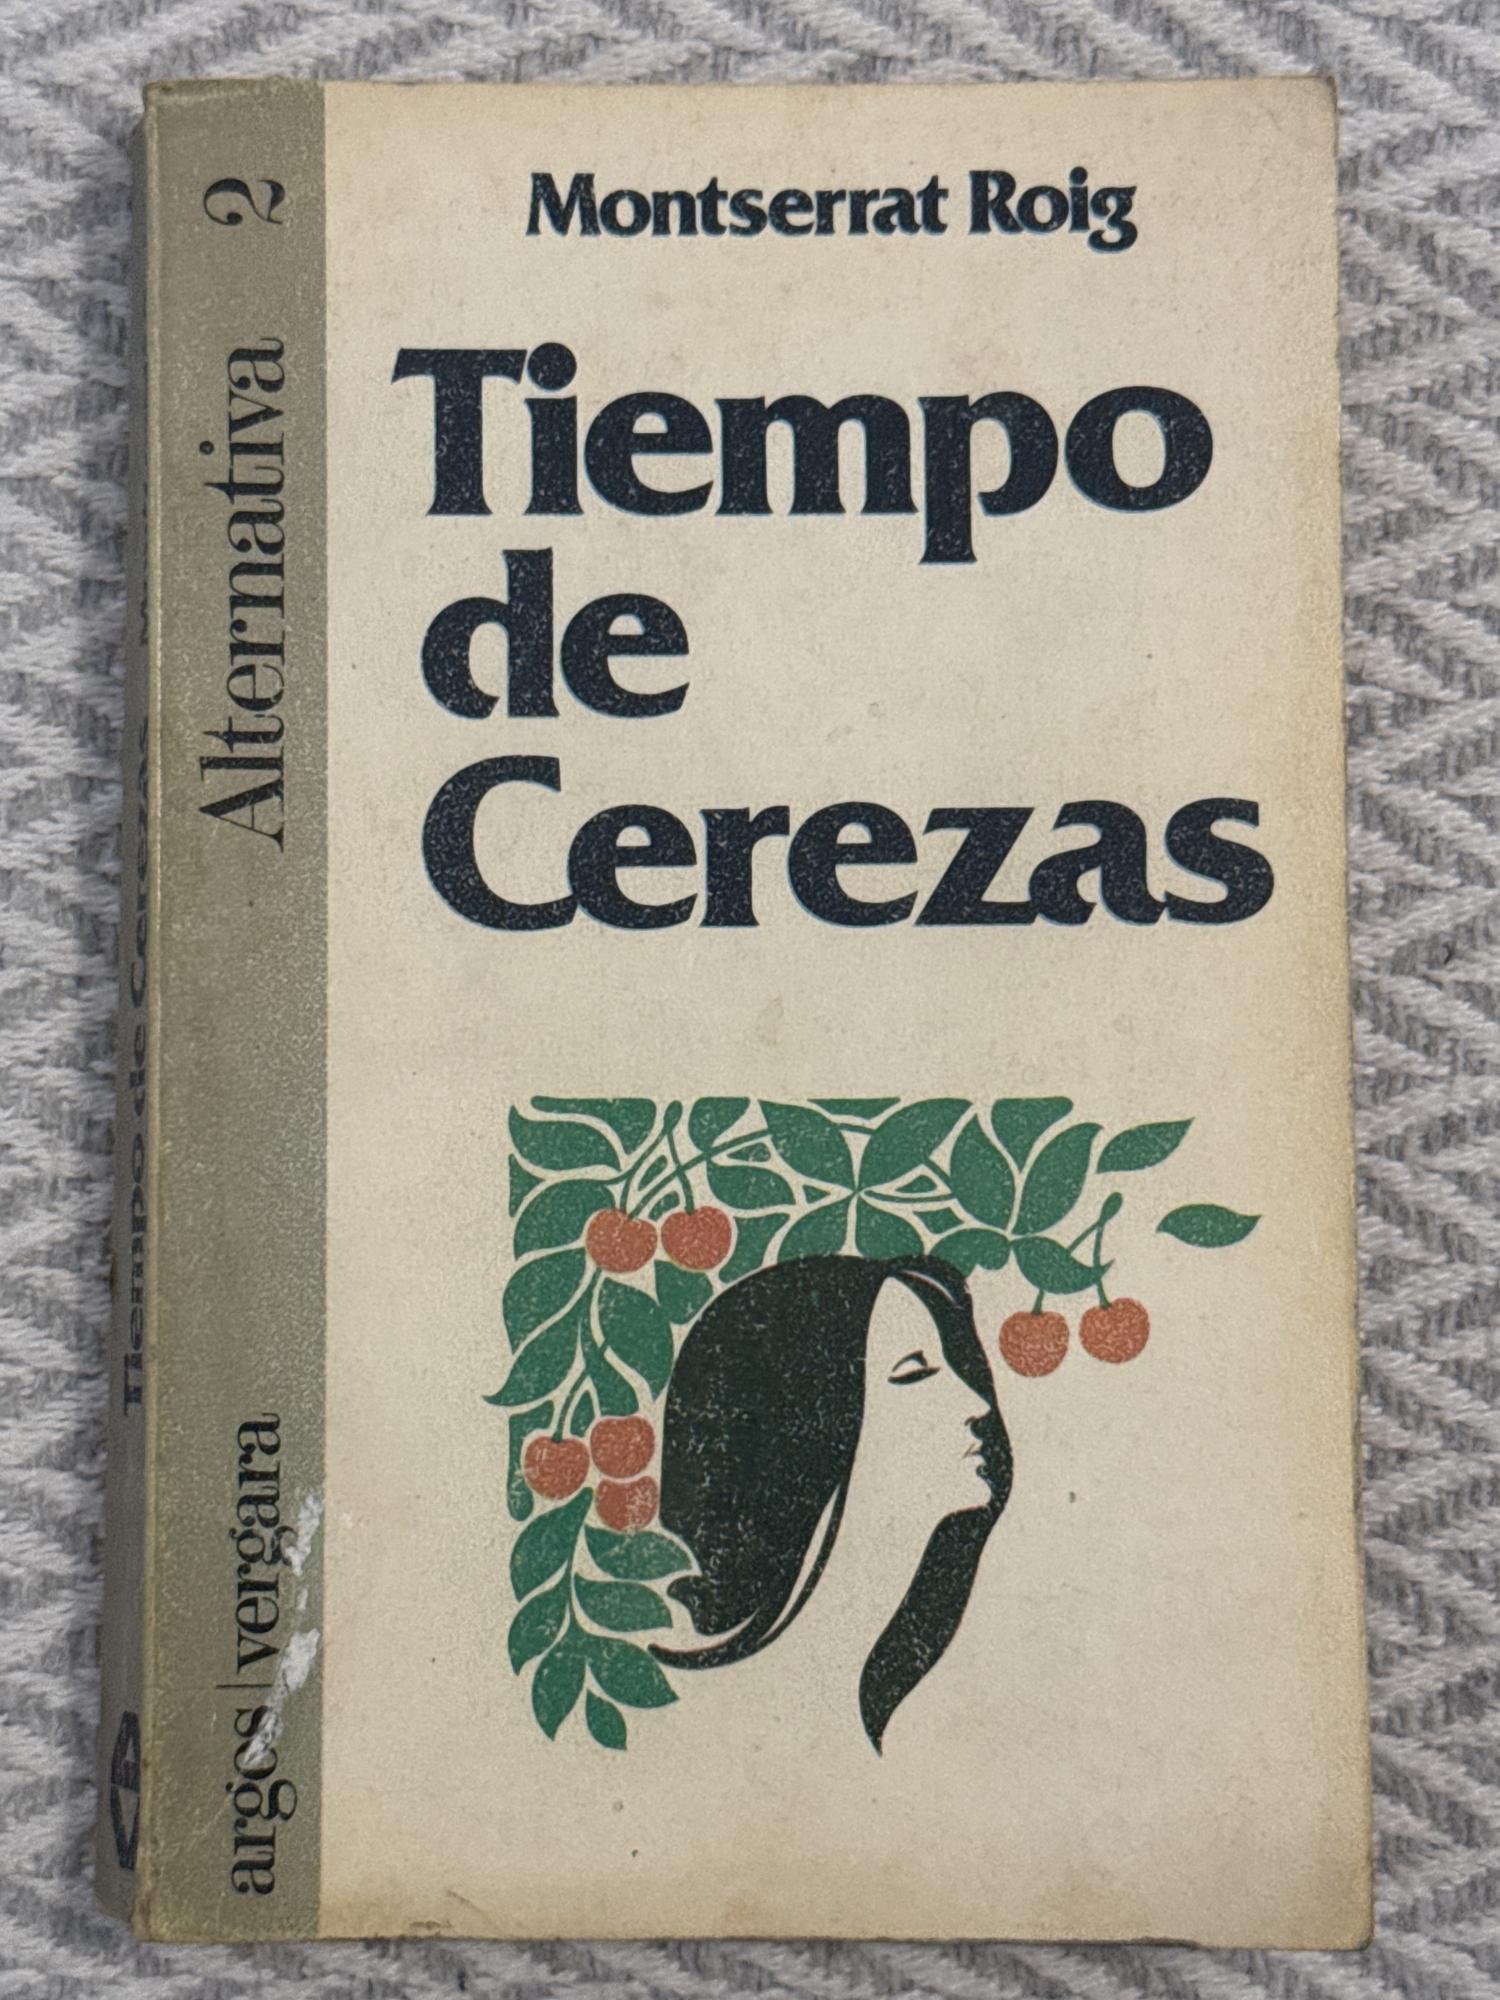 Montserrat Roig
Tiempo
de
Cerezas
Alternativa 2
argos | vergara
Tiempo de Cerezas